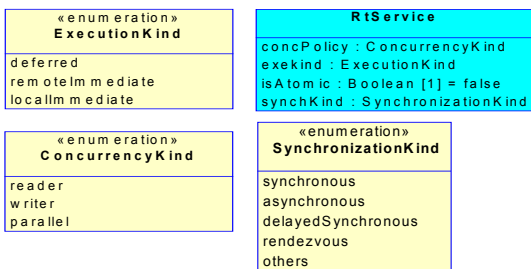 «enumeration»
ExecutionKind
deferred
remoteImmediate
localImmediate
RtService
concPolicy : ConcurrencyKind
exekind : ExecutionKind
isAtomic : Boolean [1] = false
synchKind : SynchronizationKind
«enumeration»
ConcurrencyKind
reader
writer
parallel
«enumeration»
SynchronizationKind
synchronous
asynchronous
delayedSynchronous
rendezvous
others